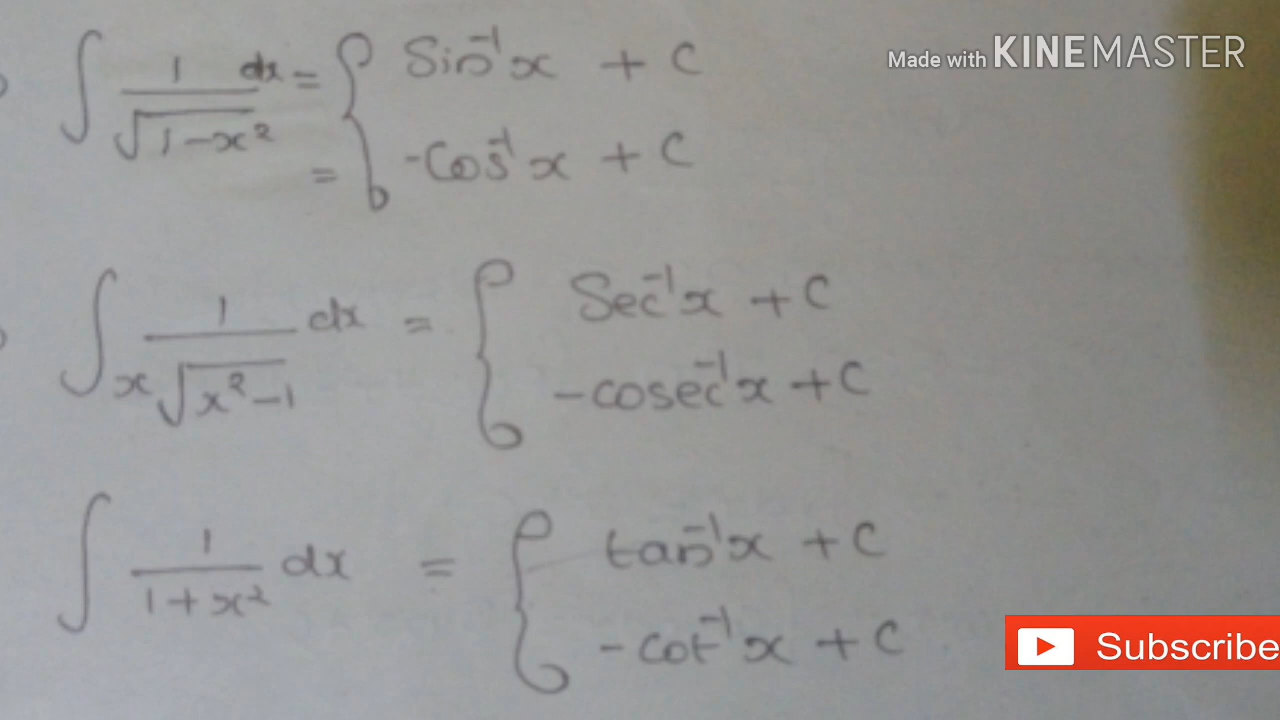 Made with KINEMASTER
∫ 1/√(1-x²) dx = { Sin⁻¹x + C
= -Cos⁻¹x + C
∫ 1/(x√(x²-1)) dx = { Sec⁻¹x + C
-cosec⁻¹x + C
∫ 1/(1+x²) dx = { tan⁻¹x + C
-cot⁻¹x + C
Subscribe